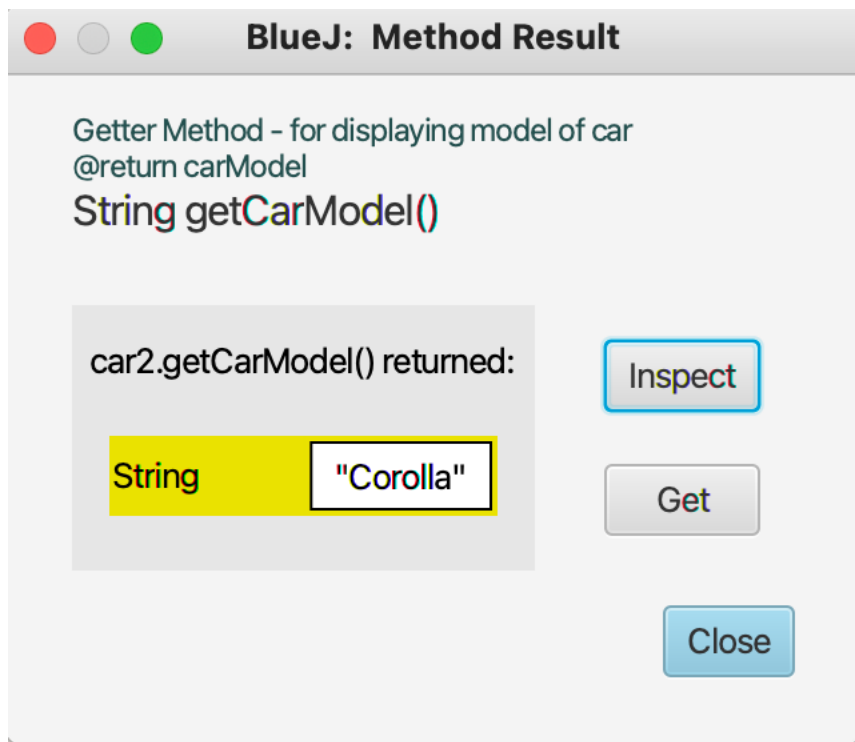 BlueJ: Method Result
Getter Method - for displaying model of car
@return carModel
String getCarModel()
car2.getCarModel() returned:
Inspect
String "Corolla"
Get
Close